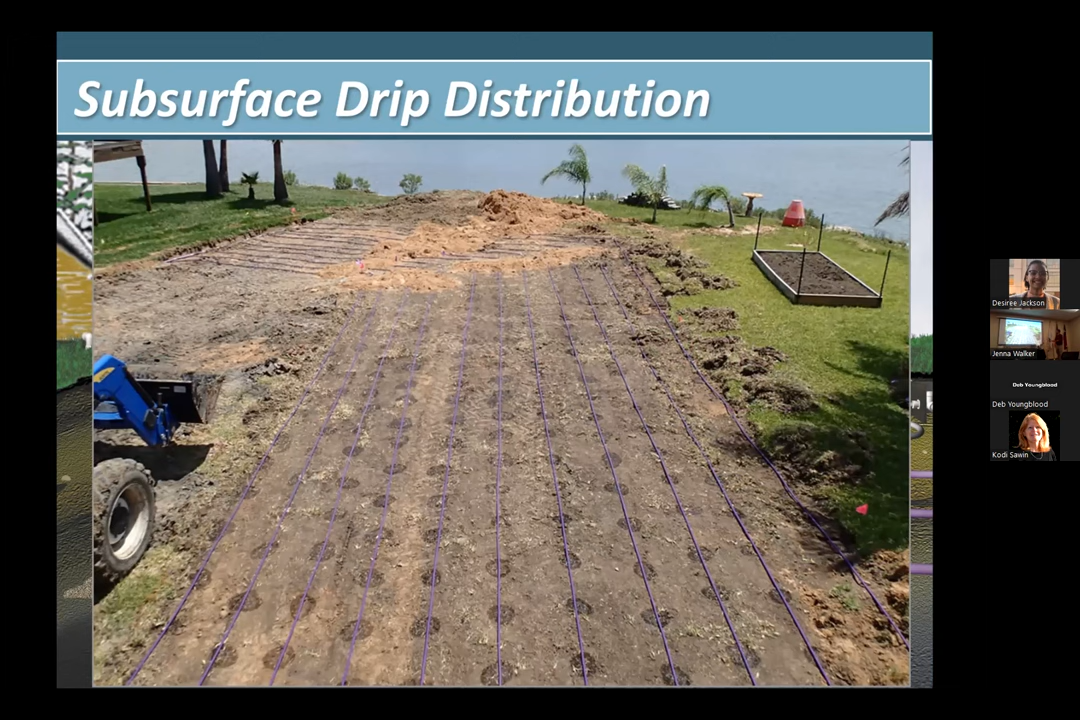 Subsurface Drip Distribution
Desiree Jackson
Jenna Walker
Deb Youngblood
Deb Youngblood
Kodi Sawin